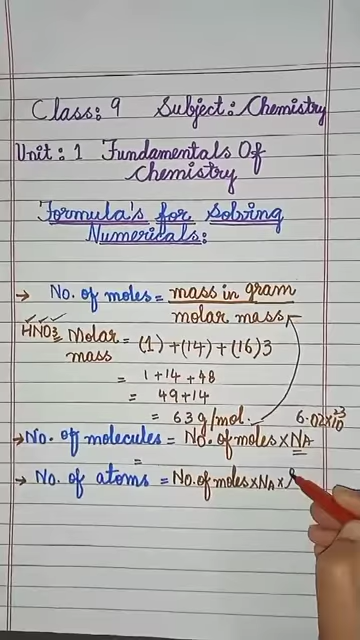 Class: 9 Subject: Chemistry
Unit: 1 Fundamentals Of
Chemistry
Formula's for Solving
Numericals:
→ No. of moles = mass in gram
molar mass
HNO3 = Molar mass = (1) + (14) + (16)3
= 1 + 14 + 48
= 49 + 14
= 63 g/mol.
6.02×10^23
→ No. of molecules = No. of moles × NA
=
→ No. of atoms = No. of moles × NA ×